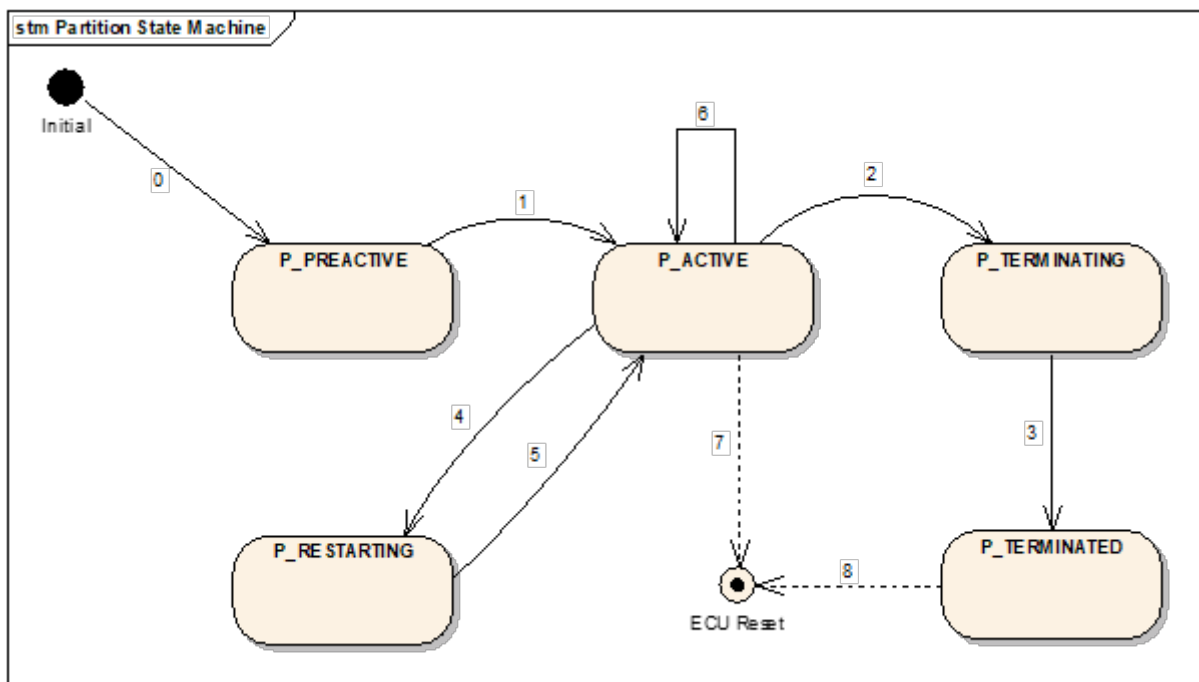 stm Partition State Machine
Initial
0
6
1
2
P_PREACTIVE
P_ACTIVE
P_TERMINATING
4
5
7
3
P_RESTARTING
P_TERMINATED
8
ECU Reset